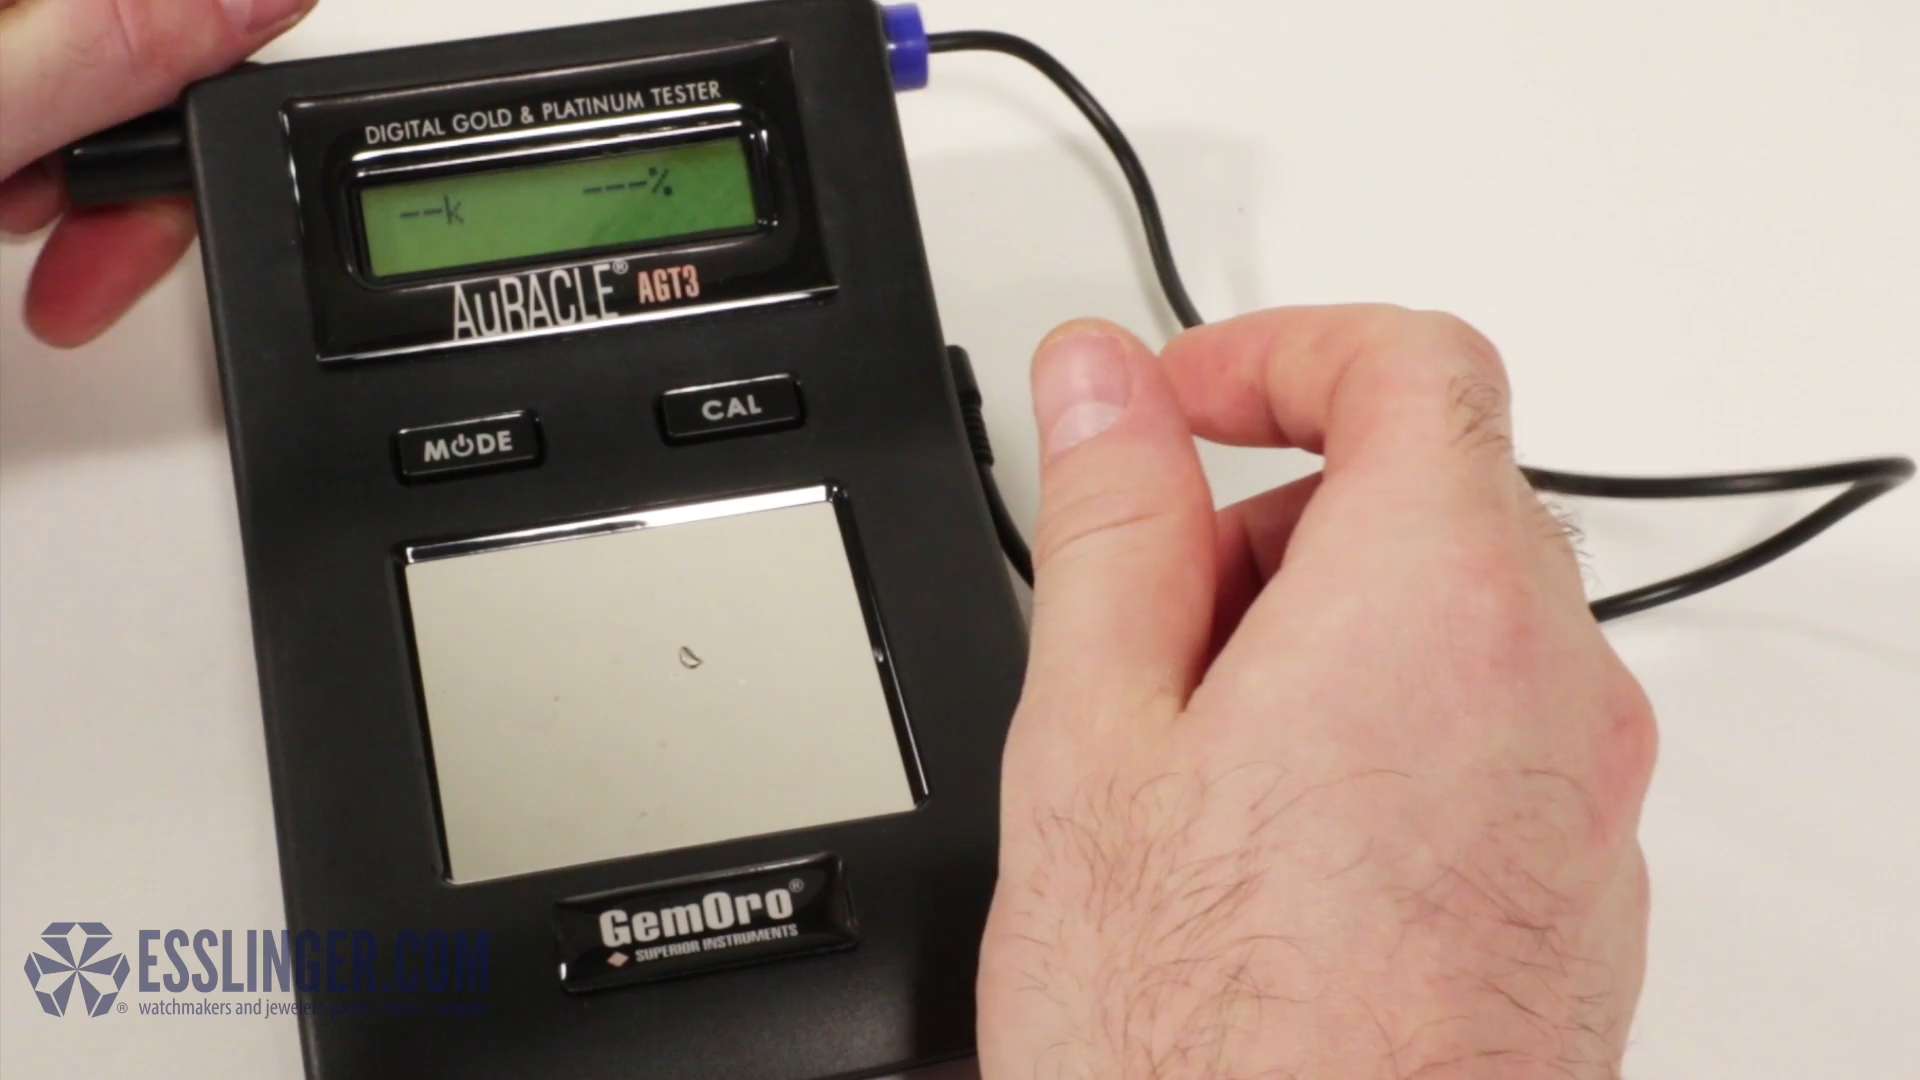 DIGITAL GOLD & PLATINUM TESTER
--k ---%
AuRACLE® AGT3
MODE
CAL
GemOro®
SUPERIOR INSTRUMENTS
ESSLINGER.COM
® watchmakers and jewelers